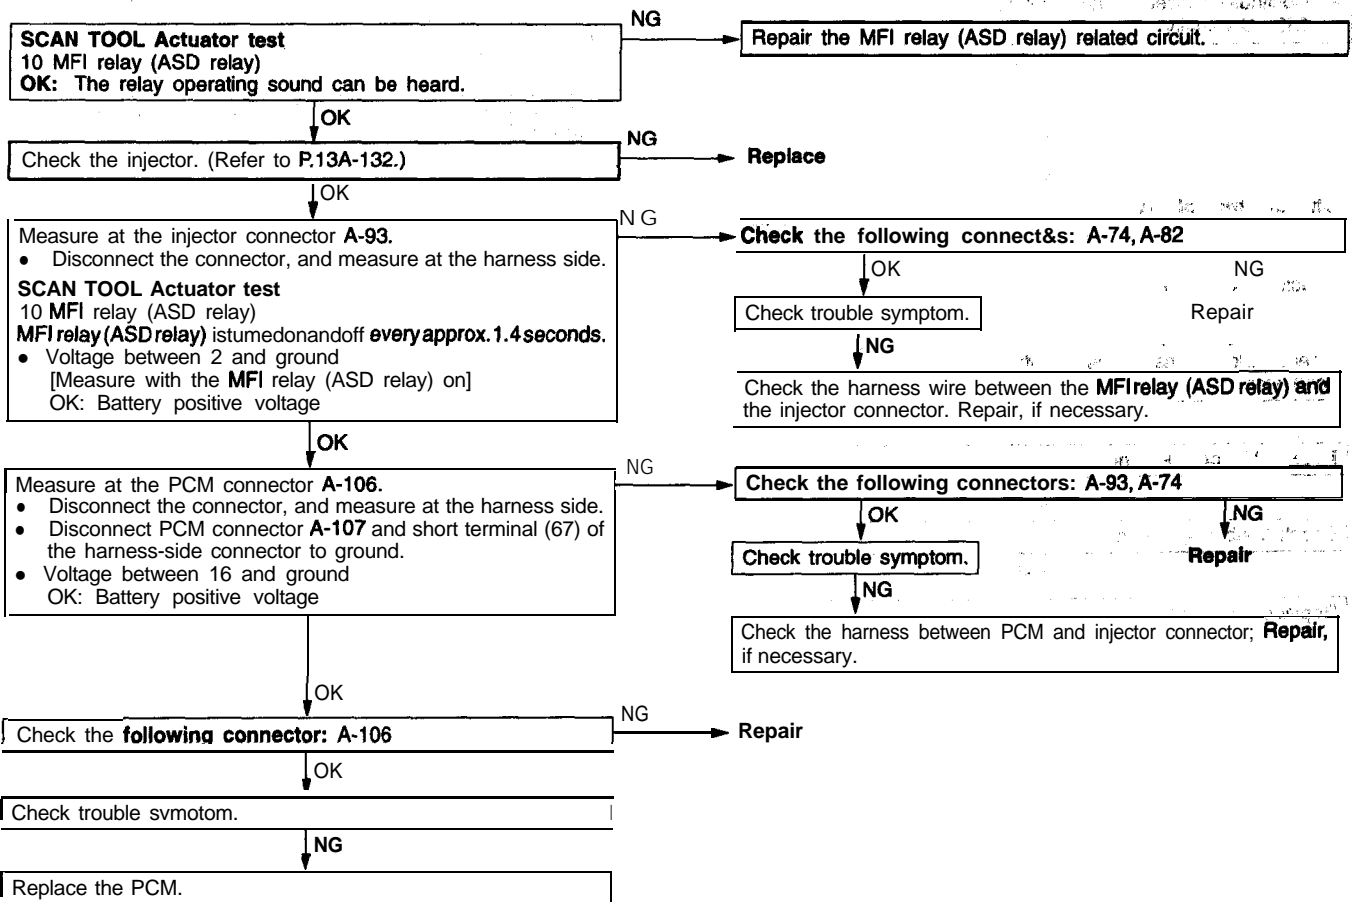 SCAN TOOL Actuator test
10 MFI relay (ASD relay)
OK: The relay operating sound can be heard.
NG
Repair the MFI relay (ASD relay) related circuit.
OK
Check the injector. (Refer to P.13A-132.)
NG
Replace
OK
Measure at the injector connector A-93.
• Disconnect the connector, and measure at the harness side.
SCAN TOOL Actuator test
10 MFI relay (ASD relay)
MFI relay (ASD relay) istumedonandoff every approx. 1.4 seconds.
• Voltage between 2 and ground
[Measure with the MFI relay (ASD relay) on]
OK: Battery positive voltage
NG
Check the following connect&s: A-74, A-82
OK
NG
Check trouble symptom.
Repair
NG
Check the harness wire between the MFI relay (ASD relay) and
the injector connector. Repair, if necessary.
OK
Measure at the PCM connector A-106.
• Disconnect the connector, and measure at the harness side.
• Disconnect PCM connector A-107 and short terminal (67) of
the harness-side connector to ground.
• Voltage between 16 and ground
OK: Battery positive voltage
NG
Check the following connectors: A-93, A-74
OK
NG
Check trouble symptom.
Repair
NG
Check the harness between PCM and injector connector; Repair,
if necessary.
OK
Check the following connector: A-106
NG
Repair
OK
Check trouble svmotom.
NG
Replace the PCM.